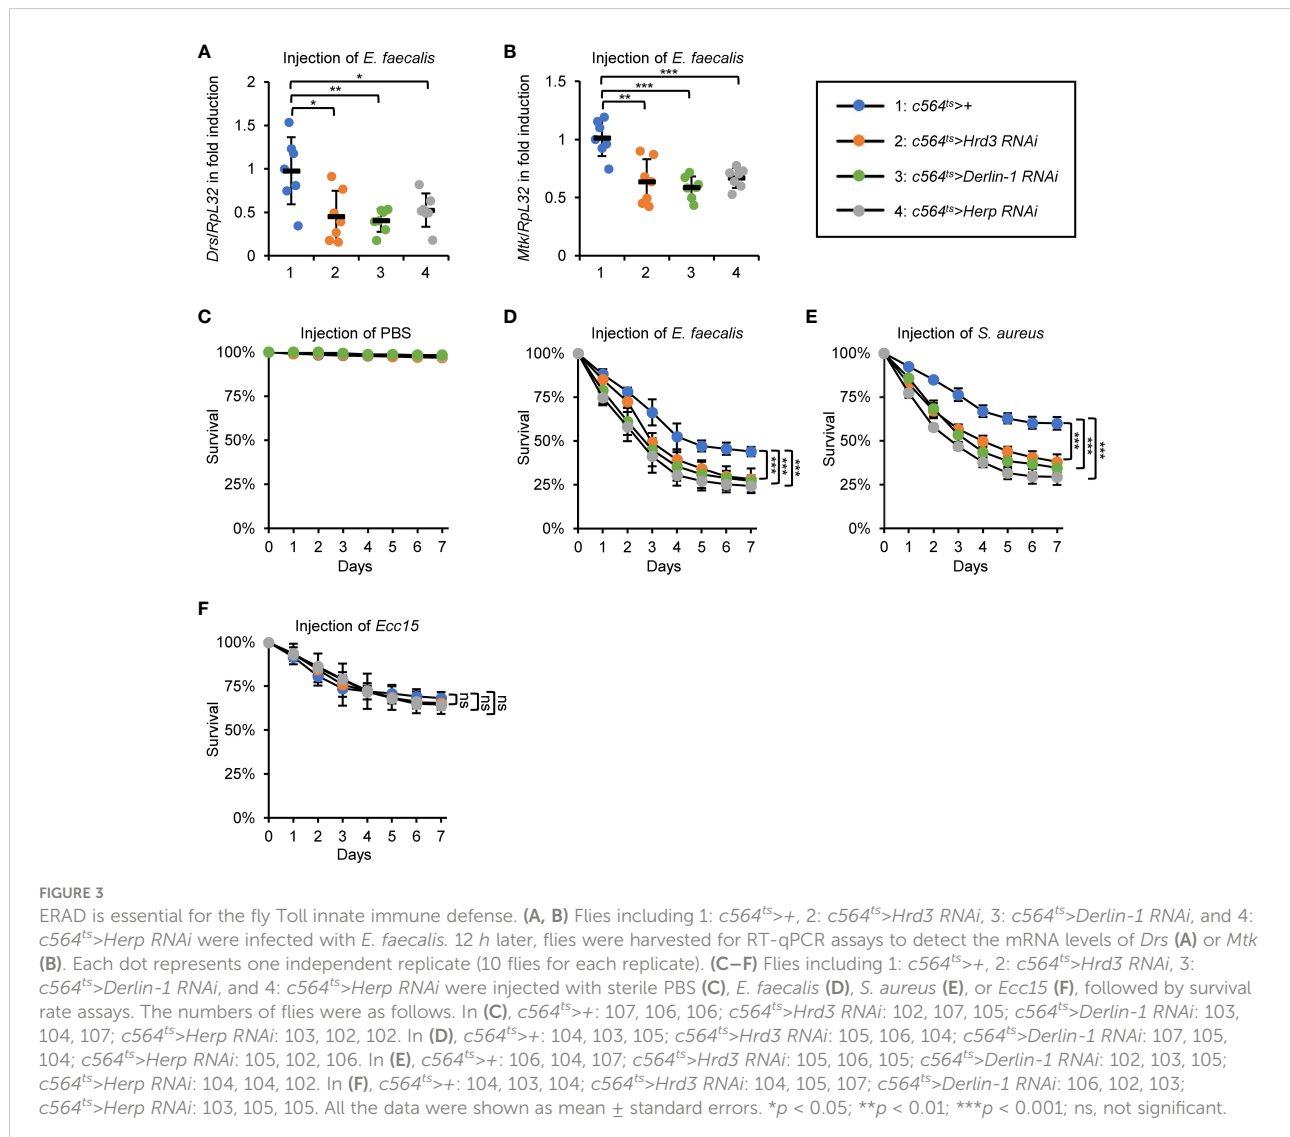 A
Injection of E. faecalis
Drs/RpL32 in fold induction
2
1.5
1
0.5
0
*
**
*
1 2 3 4
B
Injection of E. faecalis
Mtk/RpL32 in fold induction
1.5
1
0.5
0
***
***
**
1 2 3 4
1: c564ts>+
2: c564ts>Hrd3 RNAi
3: c564ts>Derlin-1 RNAi
4: c564ts>Herp RNAi
C
Injection of PBS
Survival
100%
75%
50%
25%
0%
0 1 2 3 4 5 6 7
Days
D
Injection of E. faecalis
Survival
100%
75%
50%
25%
0%
*** *** ***
0 1 2 3 4 5 6 7
Days
E
Injection of S. aureus
Survival
100%
75%
50%
25%
0%
*** *** ***
0 1 2 3 4 5 6 7
Days
F
Injection of Ecc15
Survival
100%
75%
50%
25%
0%
ns ns ns
0 1 2 3 4 5 6 7
Days
FIGURE 3
ERAD is essential for the fly Toll innate immune defense. (A, B) Flies including 1: c564ts>+, 2: c564ts>Hrd3 RNAi, 3: c564ts>Derlin-1 RNAi, and 4:
c564ts>Herp RNAi were infected with E. faecalis. 12 h later, flies were harvested for RT-qPCR assays to detect the mRNA levels of Drs (A) or Mtk
(B). Each dot represents one independent replicate (10 flies for each replicate). (C–F) Flies including 1: c564ts>+, 2: c564ts>Hrd3 RNAi, 3:
c564ts>Derlin-1 RNAi, and 4: c564ts>Herp RNAi were injected with sterile PBS (C), E. faecalis (D), S. aureus (E), or Ecc15 (F), followed by survival
rate assays. The numbers of flies were as follows. In (C), c564ts>+: 107, 106, 106; c564ts>Hrd3 RNAi: 102, 107, 105; c564ts>Derlin-1 RNAi: 103,
104, 107; c564ts>Herp RNAi: 103, 102, 102. In (D), c564ts>+: 104, 103, 105; c564ts>Hrd3 RNAi: 105, 106, 104; c564ts>Derlin-1 RNAi: 107, 105,
104; c564ts>Herp RNAi: 105, 102, 106. In (E), c564ts>+: 106, 104, 107; c564ts>Hrd3 RNAi: 105, 106, 105; c564ts>Derlin-1 RNAi: 102, 103, 105;
c564ts>Herp RNAi: 104, 104, 102. In (F), c564ts>+: 104, 103, 104; c564ts>Hrd3 RNAi: 104, 105, 107; c564ts>Derlin-1 RNAi: 106, 102, 103;
c564ts>Herp RNAi: 103, 105, 105. All the data were shown as mean ± standard errors. *p < 0.05; **p < 0.01; ***p < 0.001; ns, not significant.